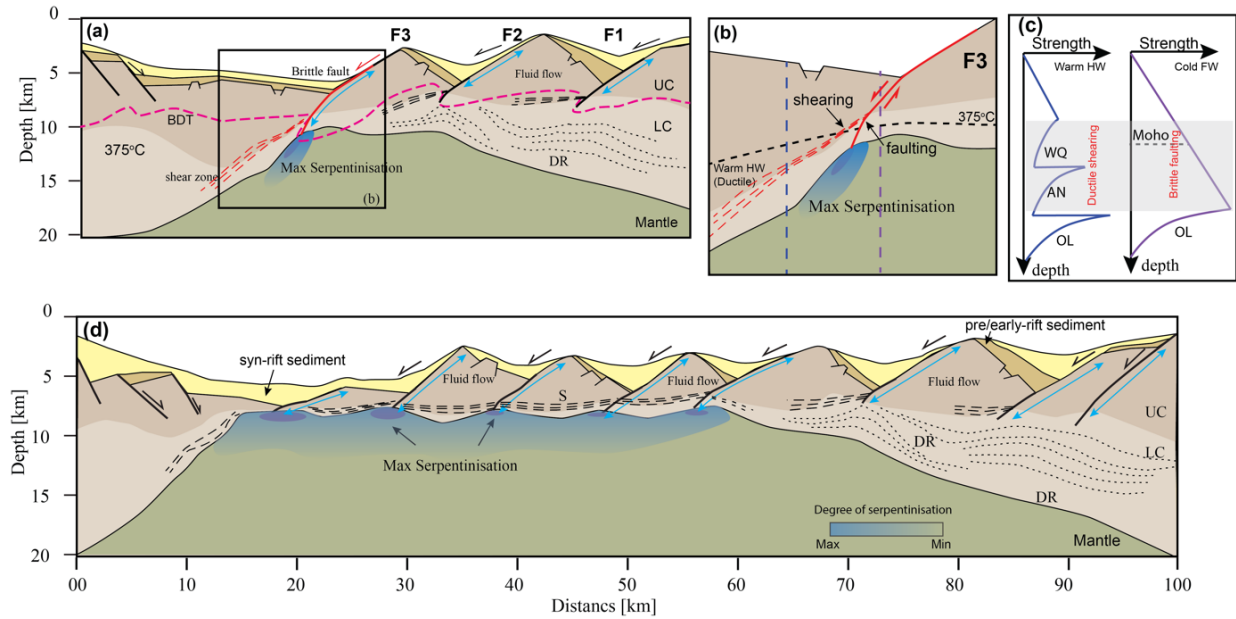 (a)
F3
F2
F1
Brittle fault
Fluid flow
UC
BDT
LC
375°C
DR
Max Serpentinisation
shear zone
(b)
Mantle
0
5
10
15
20
Depth [km]
(b)
F3
shearing
375°C
faulting
Warm HW
(Ductile)
Max Serpentinisation
(c)
Strength
Warm HW
Strength
Cold FW
WQ
AN
OL
Ductile shearing
Moho
Brittle faulting
OL
depth
depth
(d)
pre/early-rift sediment
syn-rift sediment
Fluid flow
Fluid flow
Fluid flow
S
UC
DR
LC
Max Serpentinisation
DR
Degree of serpentinisation
Max
Min
Mantle
0
5
10
15
20
Depth [km]
00
10
20
30
40
50
60
70
80
90
100
Distancs [km]